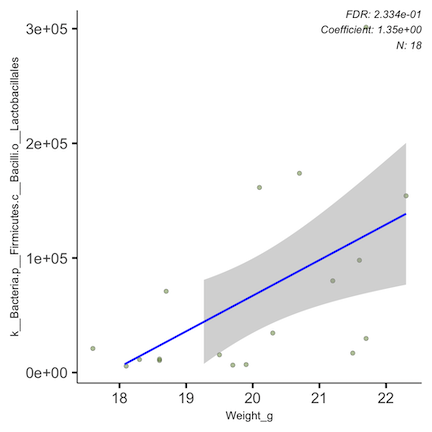 FDR: 2.334e-01
Coefficient: 1.35e+00
N: 18
3e+05
2e+05
1e+05
0e+00
k__Bacteria.p__Firmicutes.c__Bacilli.o__Lactobacillales
18 19 20 21 22
Weight_g